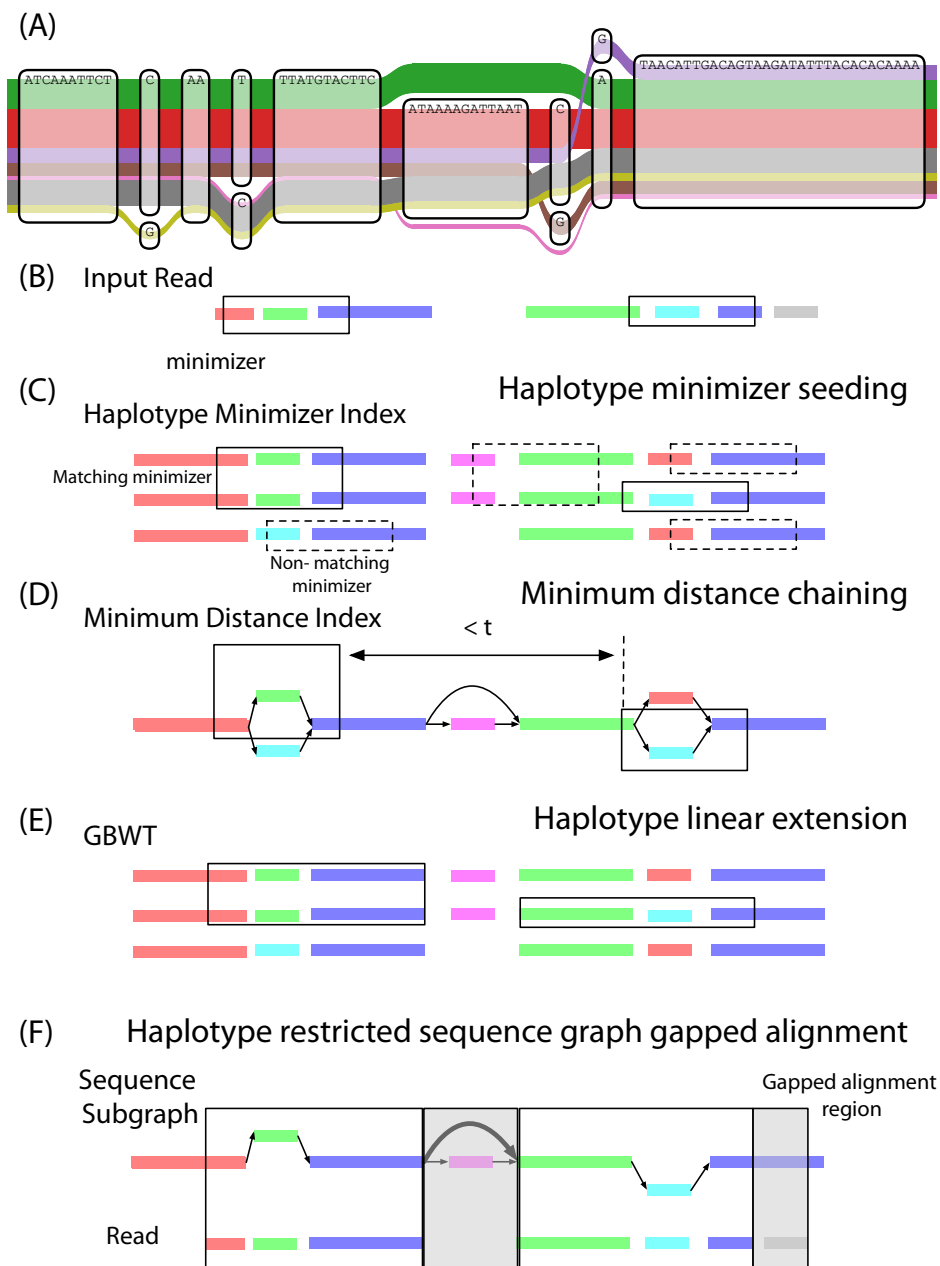 (A)
G
ATCAAATTCT C AA T TTATGTACTTC A TAACATTGACAGTAAGATATTTACACACAAAA
ATAAAAGATTAAT C
C
G G
(B) Input Read
minimizer
(C) Haplotype minimizer seeding
Haplotype Minimizer Index
Matching minimizer
Non- matching
minimizer
(D) Minimum distance chaining
Minimum Distance Index
< t
(E) Haplotype linear extension
GBWT
(F) Haplotype restricted sequence graph gapped alignment
Sequence
Subgraph
Gapped alignment
region
Read